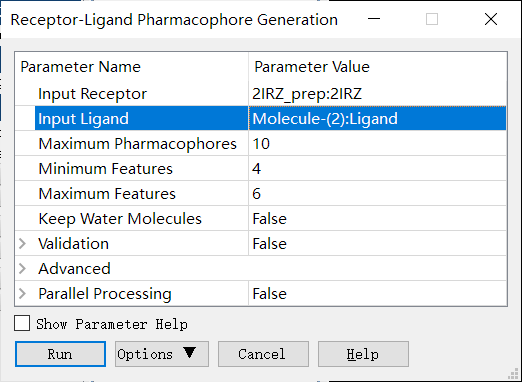 Receptor-Ligand Pharmacophore Generation
Parameter Name Parameter Value
Input Receptor 2IRZ_prep:2IRZ
Input Ligand Molecule-(2):Ligand
Maximum Pharmacophores 10
Minimum Features 4
Maximum Features 6
Keep Water Molecules False
Validation False
Advanced
Parallel Processing False
Show Parameter Help
Run Options ▼ Cancel Help